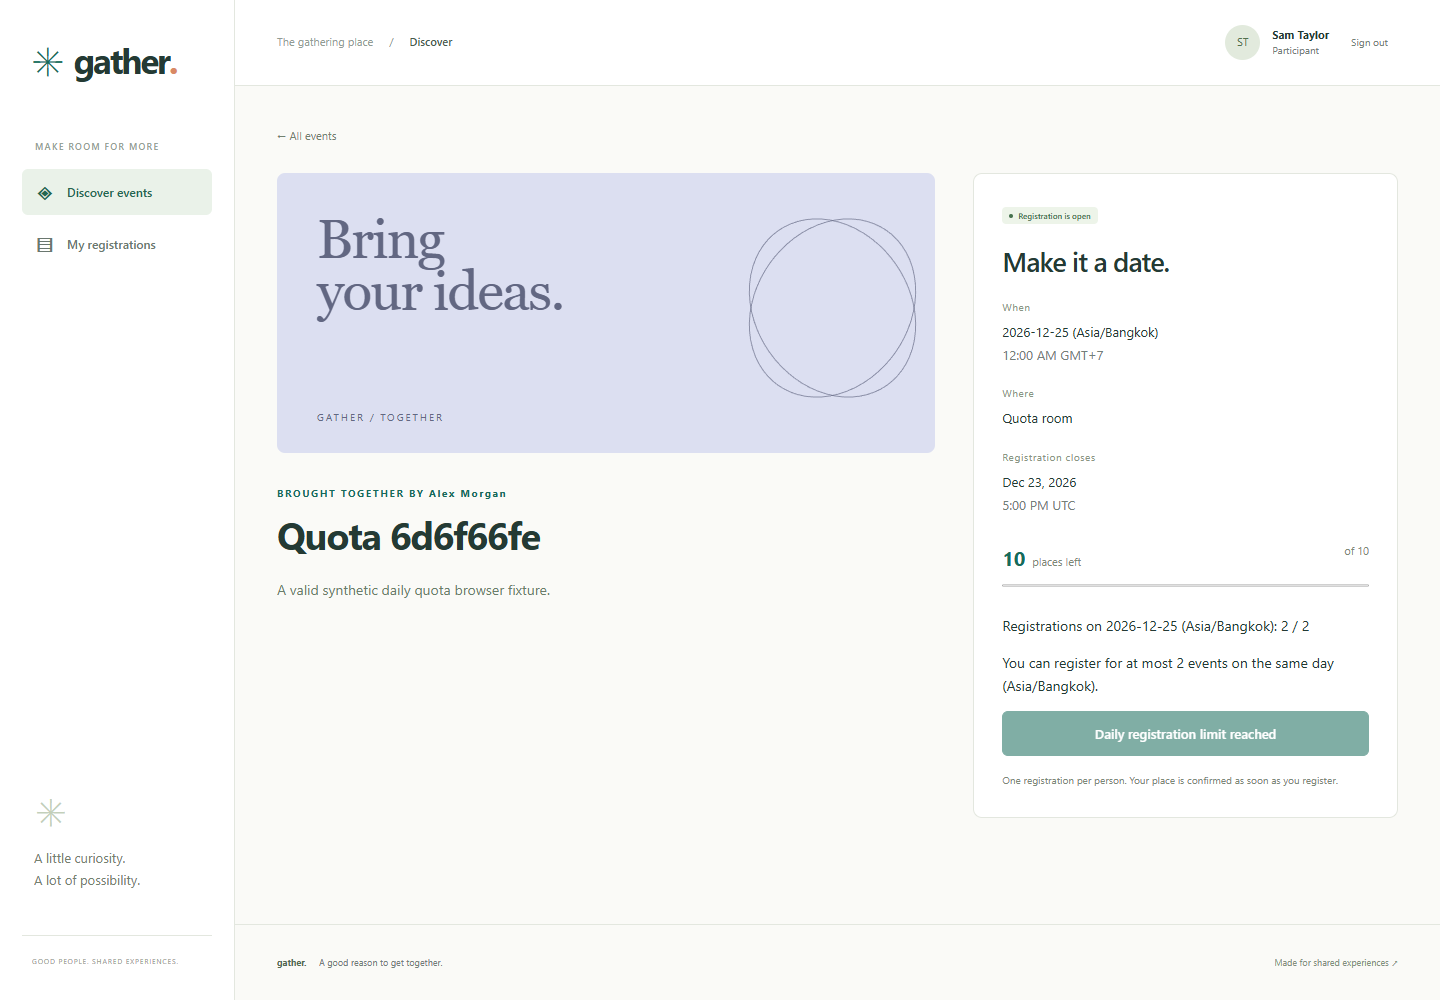 gather.
MAKE ROOM FOR MORE
Discover events
My registrations
A little curiosity.
A lot of possibility.
GOOD PEOPLE. SHARED EXPERIENCES.
The gathering place / Discover
ST
Sam Taylor
Participant
Sign out
← All events
Bring
your ideas.
GATHER / TOGETHER
BROUGHT TOGETHER BY Alex Morgan
Quota 6d6f66fe
A valid synthetic daily quota browser fixture.
Registration is open
Make it a date.
When
2026-12-25 (Asia/Bangkok)
12:00 AM GMT+7
Where
Quota room
Registration closes
Dec 23, 2026
5:00 PM UTC
10 places left
of 10
Registrations on 2026-12-25 (Asia/Bangkok): 2 / 2
You can register for at most 2 events on the same day
(Asia/Bangkok).
Daily registration limit reached
One registration per person. Your place is confirmed as soon as you register.
gather. A good reason to get together.
Made for shared experiences ↗